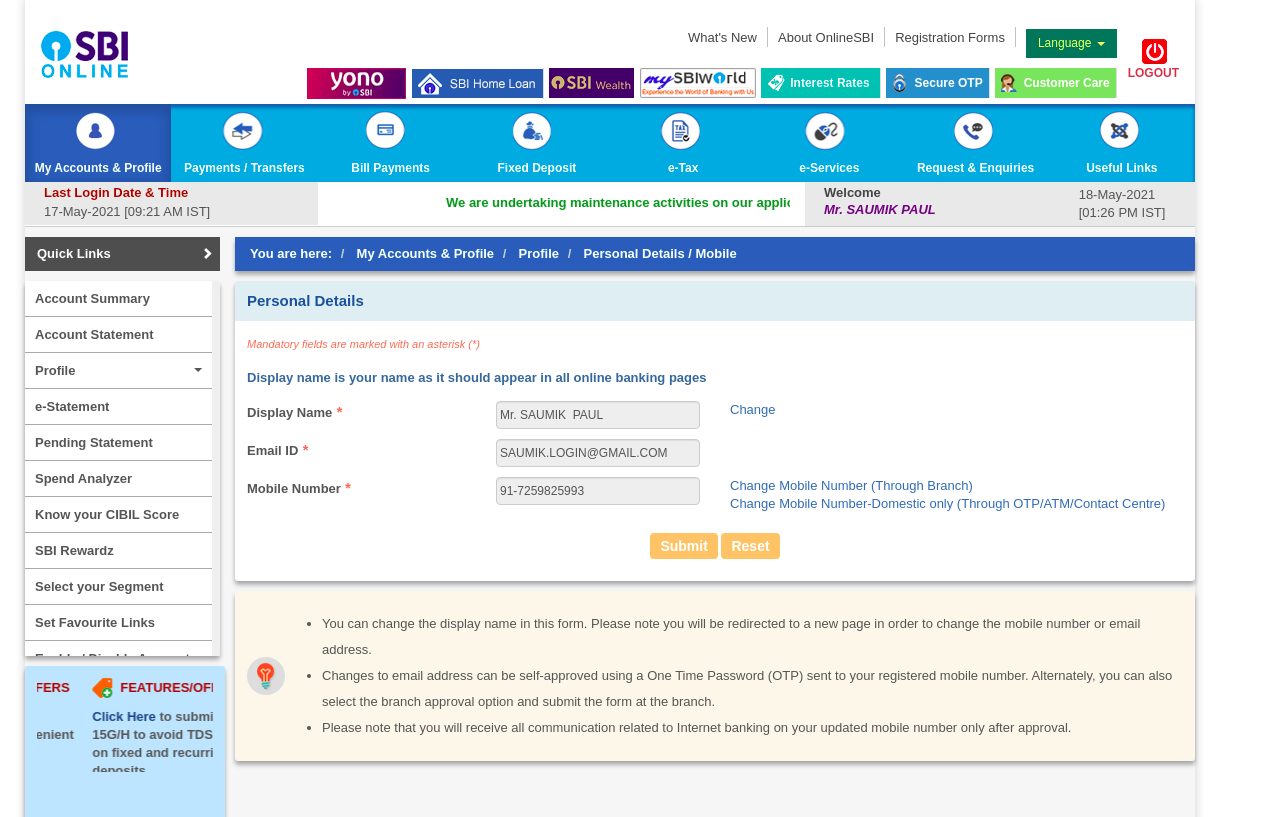 SBI
ONLINE
What's New
About OnlineSBI
Registration Forms
Language
LOGOUT
yono
by SBI
SBI Home Loan
SBI Wealth
my SBI World
Experience the World of Banking with Us
Interest Rates
Secure OTP
Customer Care
My Accounts & Profile
Payments / Transfers
Bill Payments
Fixed Deposit
TAX
e-Tax
e-Services
Request & Enquiries
Useful Links
Last Login Date & Time
17-May-2021 [09:21 AM IST]
We are undertaking maintenance activities on our applic
Welcome
Mr. SAUMIK PAUL
18-May-2021
[01:26 PM IST]
Quick Links
You are here: / My Accounts & Profile / Profile / Personal Details / Mobile
Account Summary
Account Statement
Profile
e-Statement
Pending Statement
Spend Analyzer
Know your CIBIL Score
SBI Rewardz
Select your Segment
Set Favourite Links
Personal Details
Mandatory fields are marked with an asterisk (*)
Display name is your name as it should appear in all online banking pages
Display Name * Mr. SAUMIK  PAUL Change
Email ID * SAUMIK.LOGIN@GMAIL.COM
Mobile Number * 91-7259825993 Change Mobile Number (Through Branch)
Change Mobile Number-Domestic only (Through OTP/ATM/Contact Centre)
Submit Reset
• You can change the display name in this form. Please note you will be redirected to a new page in order to change the mobile number or email
address.
• Changes to email address can be self-approved using a One Time Password (OTP) sent to your registered mobile number. Alternately, you can also
select the branch approval option and submit the form at the branch.
• Please note that you will receive all communication related to Internet banking on your updated mobile number only after approval.
FERS
FEATURES/OF
Click Here to submi
enient
15G/H to avoid TDS
on fixed and recurri
deposits